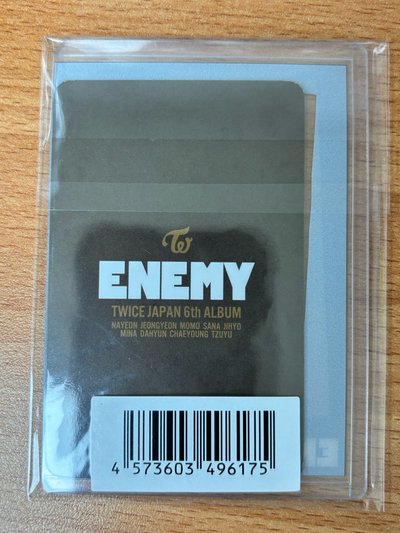 ENEMY
TWICE JAPAN 6th ALBUM
NAYEON JEONGYEON MOMO SANA JIHYO
MINA DAHYUN CHAEYOUNG TZUYU
4 573603 496175